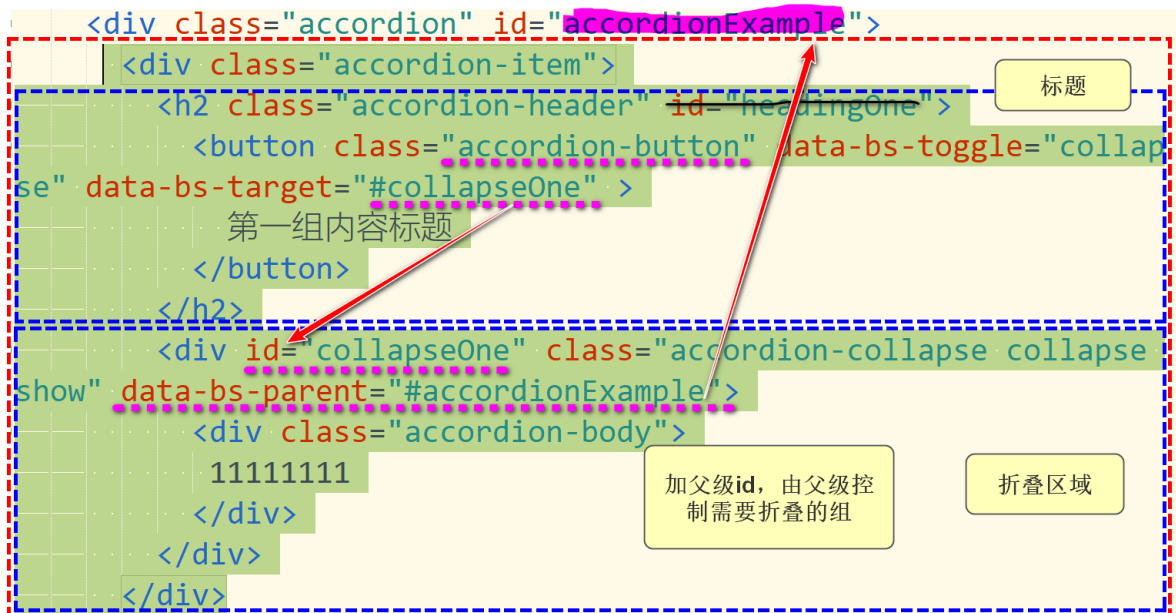 <div class="accordion" id="accordionExample">
<div class="accordion-item">
标题
<h2 class="accordion-header" id="headingOne">
<button class="accordion-button" data-bs-toggle="collap
se" data-bs-target="#collapseOne" >
第一组内容标题
</button>
</h2>
<div id="collapseOne" class="accordion-collapse collapse
show" data-bs-parent="#accordionExample">
<div class="accordion-body">
11111111
加父级id，由父级控
制需要折叠的组
折叠区域
</div>
</div>
</div>